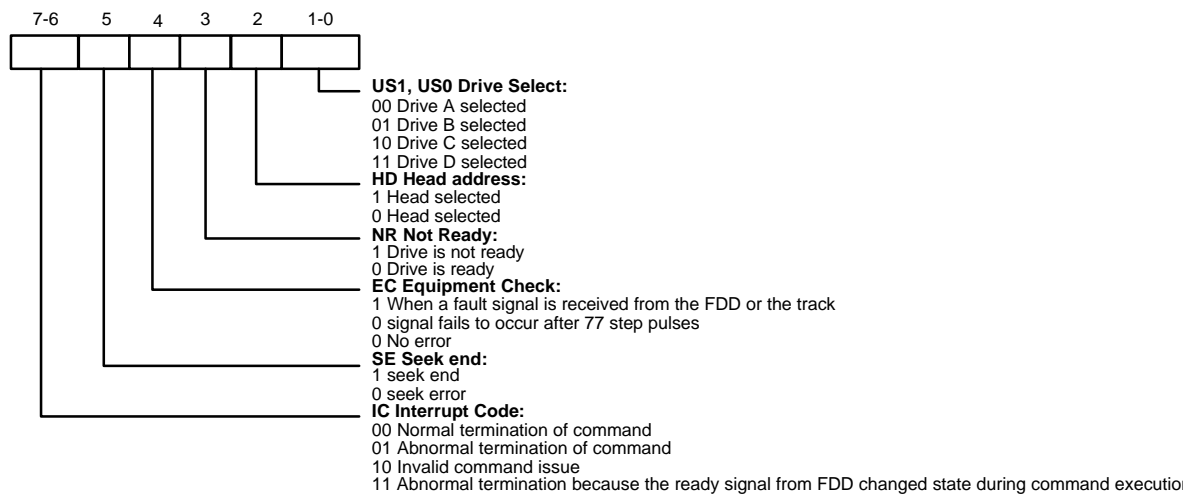 7-6 5 4 3 2 1-0
US1, US0 Drive Select:
00 Drive A selected
01 Drive B selected
10 Drive C selected
11 Drive D selected
HD Head address:
1 Head selected
0 Head selected
NR Not Ready:
1 Drive is not ready
0 Drive is ready
EC Equipment Check:
1 When a fault signal is received from the FDD or the track
0 signal fails to occur after 77 step pulses
0 No error
SE Seek end:
1 seek end
0 seek error
IC Interrupt Code:
00 Normal termination of command
01 Abnormal termination of command
10 Invalid command issue
11 Abnormal termination because the ready signal from FDD changed state during command executio